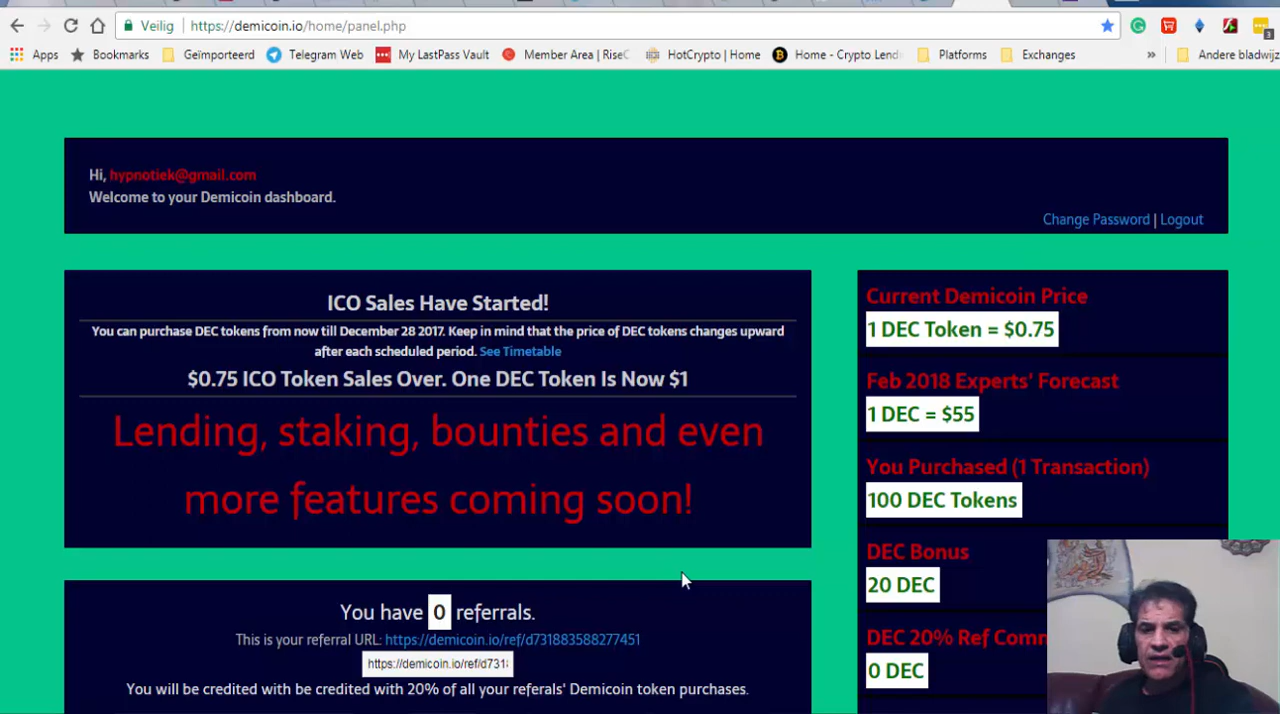 Veilig
https://demicoin.io/home/panel.php
Apps
Bookmarks
Geïmporteerd
Telegram Web
My LastPass Vault
Member Area | RiseC
HotCrypto | Home
Home - Crypto Lend
Platforms
Exchanges
»
Andere bladwijz
3
Hi, hypnotiek@gmail.com
Welcome to your Demicoin dashboard.
Change Password | Logout
ICO Sales Have Started!
You can purchase DEC tokens from now till December 28 2017. Keep in mind that the price of DEC tokens changes upward
after each scheduled period. See Timetable
$0.75 ICO Token Sales Over. One DEC Token Is Now $1
Lending, staking, bounties and even
more features coming soon!
You have 0 referrals.
This is your referral URL: https://demicoin.io/ref/d731883588277451
https://demicoin.io/ref/d731
You will be credited with be credited with 20% of all your referals' Demicoin token purchases.
Current Demicoin Price
1 DEC Token = $0.75
Feb 2018 Experts' Forecast
1 DEC = $55
You Purchased (1 Transaction)
100 DEC Tokens
DEC Bonus
20 DEC
DEC 20% Ref Comm
0 DEC